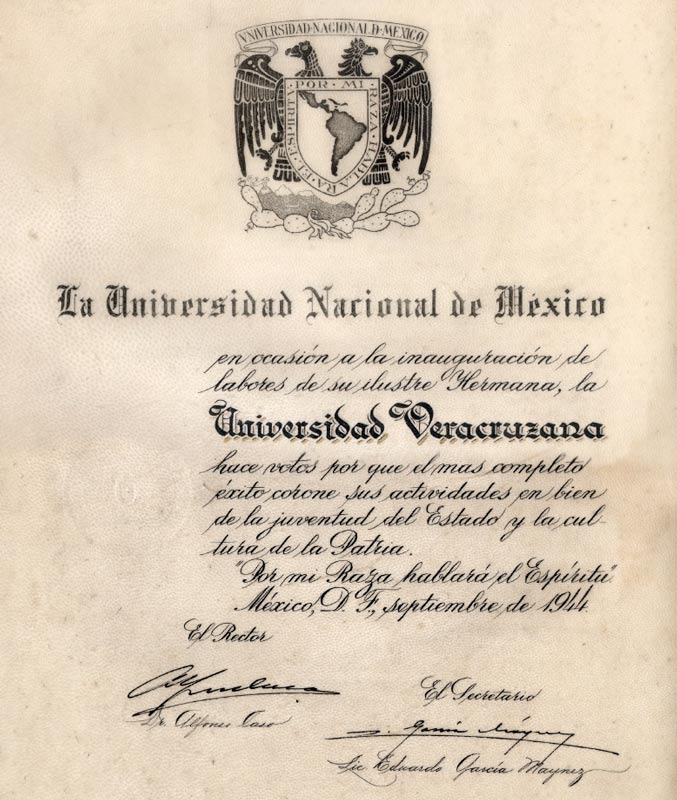 VNIVERSIDAD·NACIONAL D·MEXICO
POR·MI·RAZA·HABLARA·EL·ESPIRITV
La Universidad Nacional de México
en ocasión a la inauguración de
labores de su ilustre Hermana, la
Universidad Veracruzana
hace votos por que el mas completo
éxito corone sus actividades en bien
de la juventud del Estado y la cul-
tura de la Patria.
"Por mi Raza hablará el Espíritu"
México, D. F., septiembre de 1944.
El Rector
Dr. Alfonso Caso
El Secretario
Lic Eduardo García Maynez